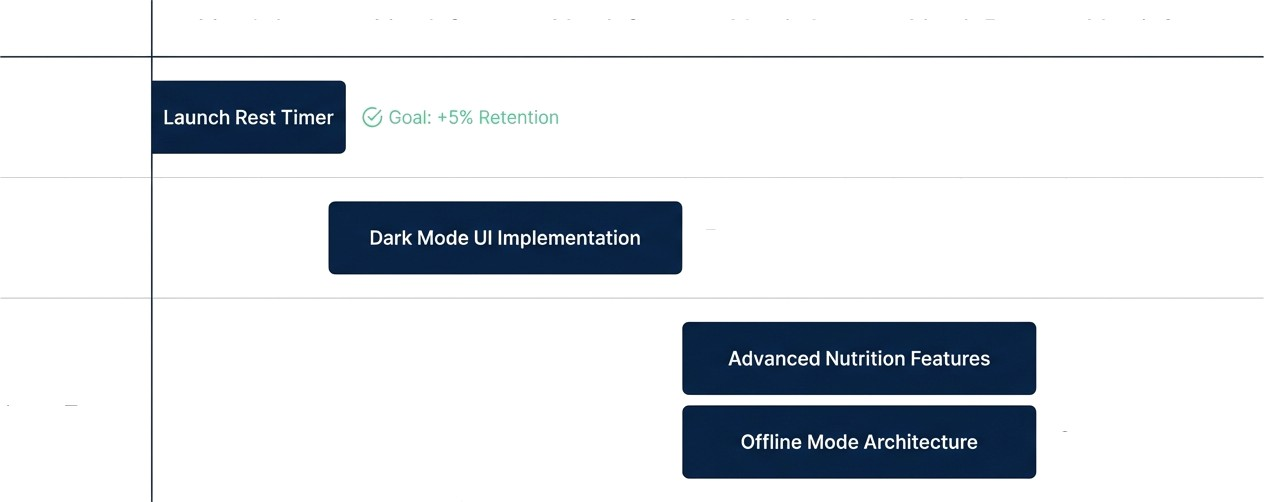 Launch Rest Timer
Goal: +5% Retention
Dark Mode UI Implementation
Advanced Nutrition Features
Offline Mode Architecture